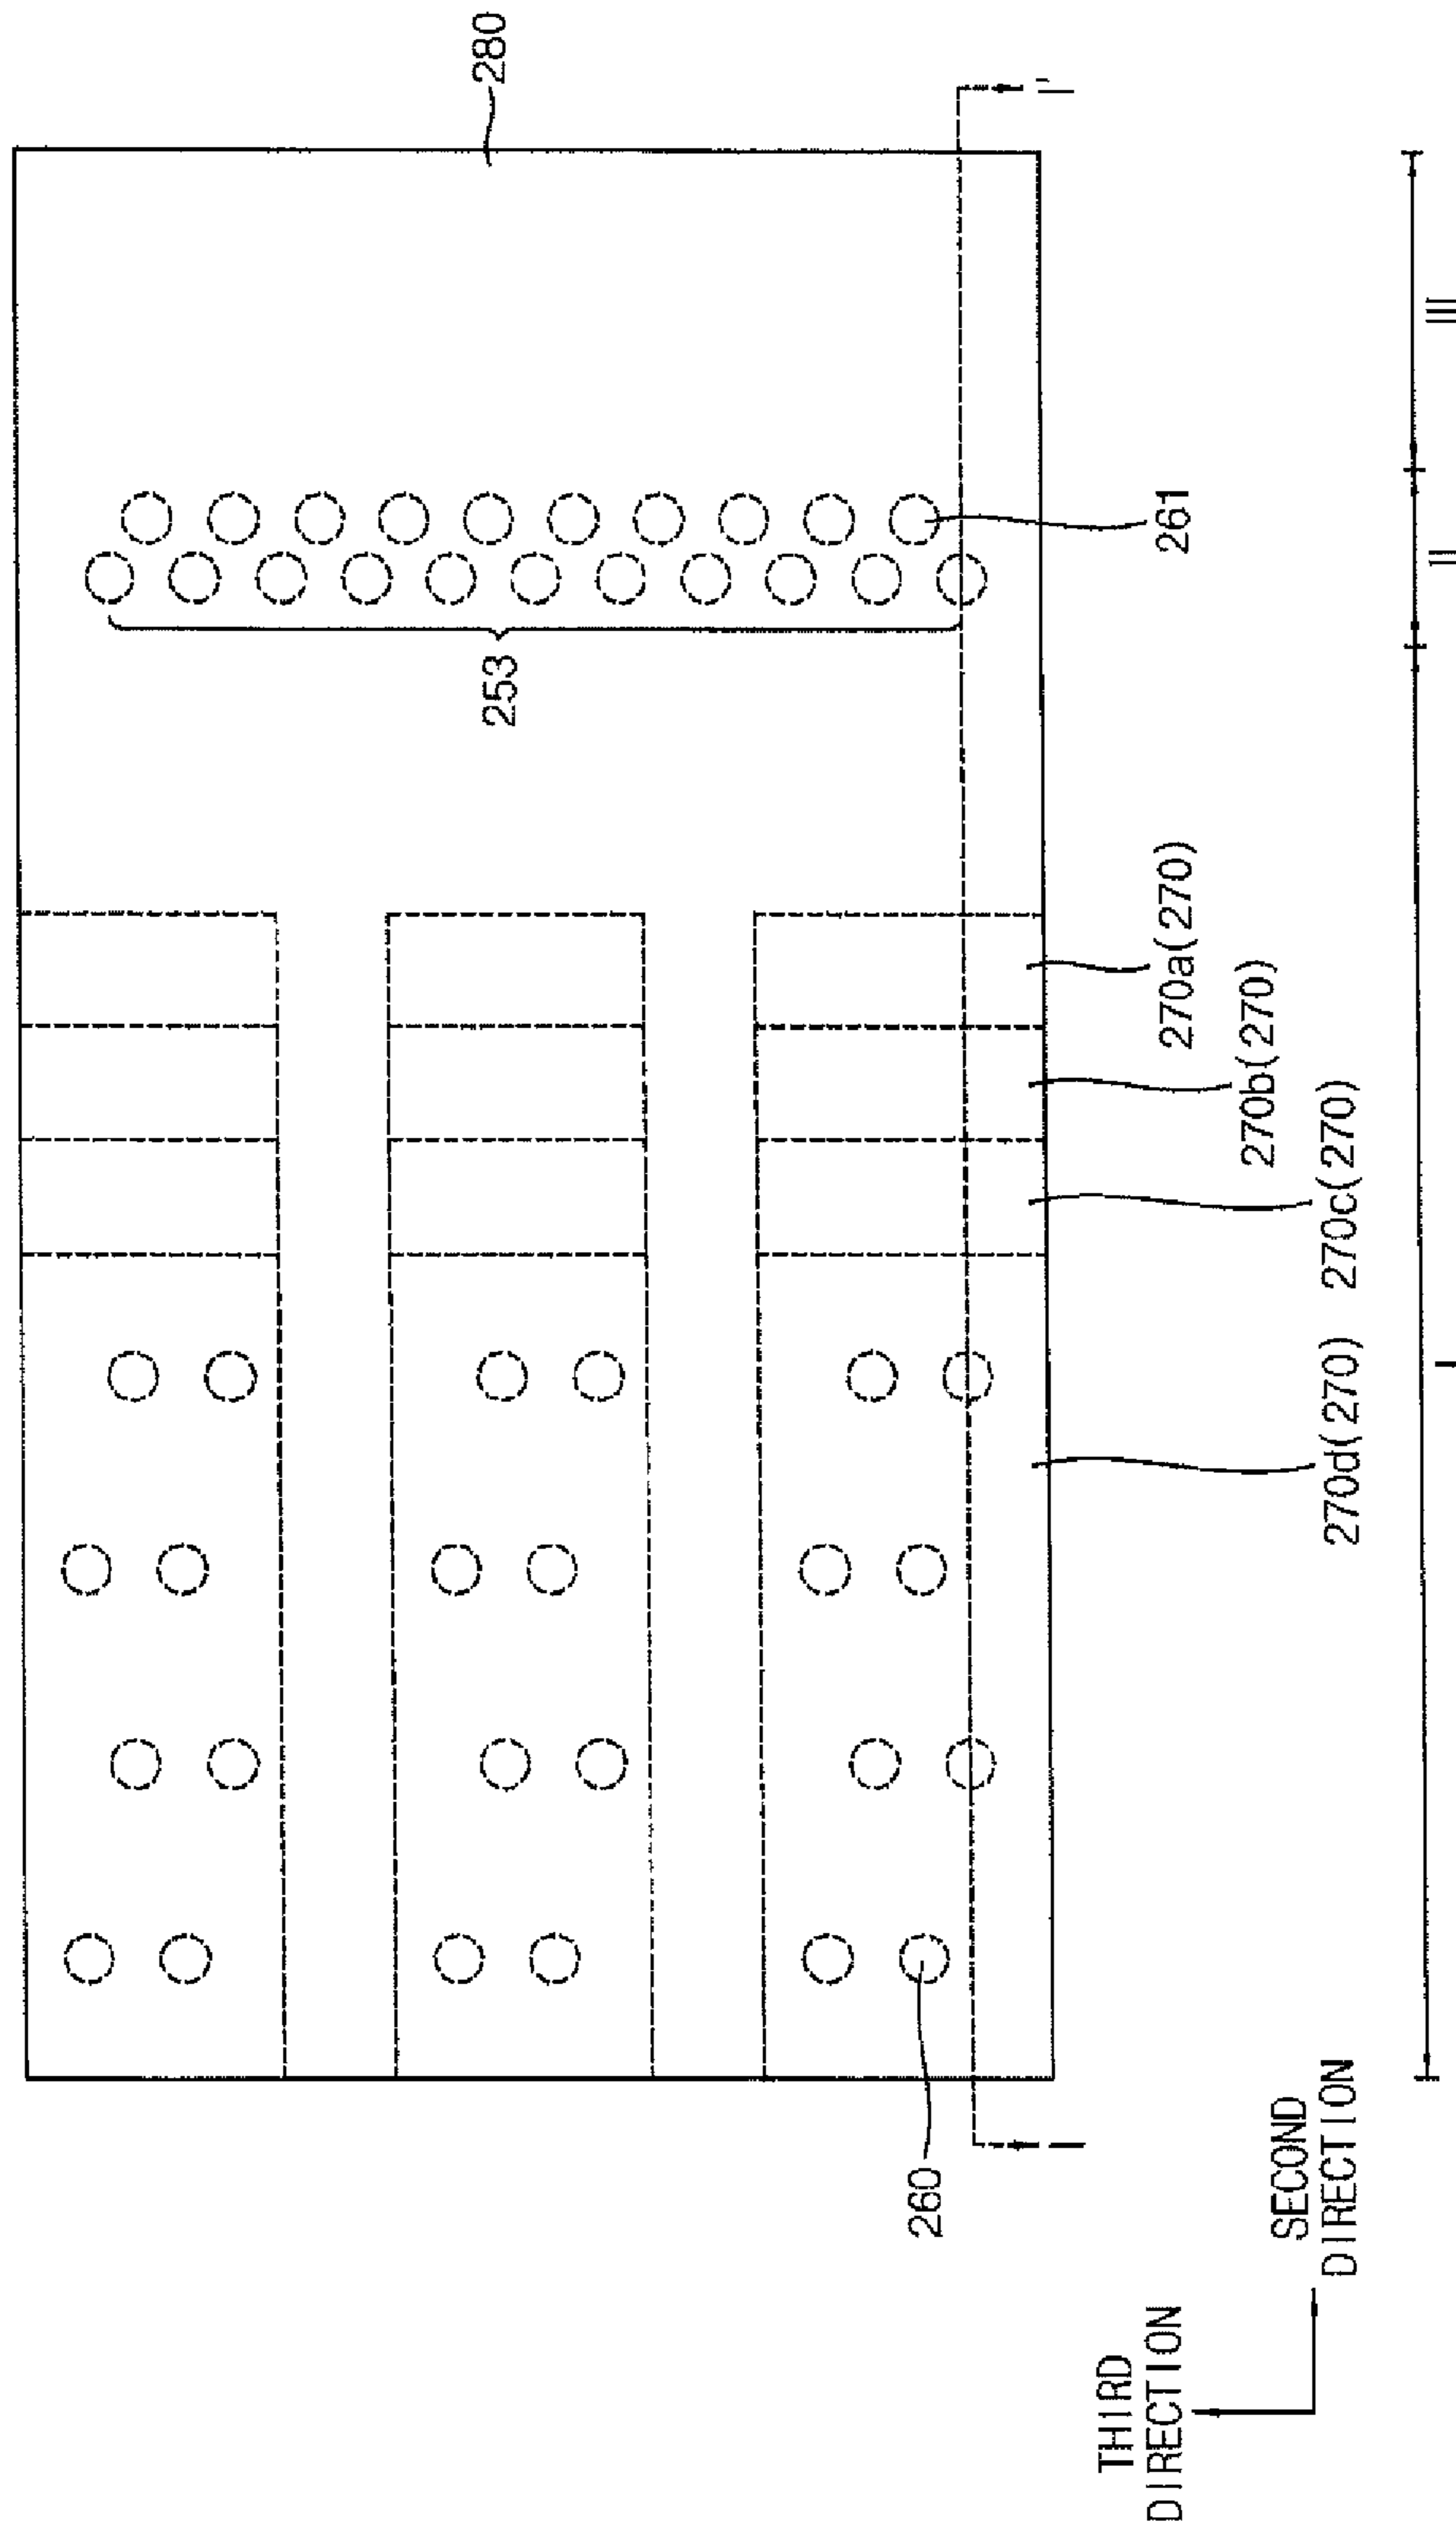 280
I'
253
261
270a(270)
270b(270)
270c(270)
270d(270)
260
I
THIRD
DIRECTION
SECOND
DIRECTION
I
II
III